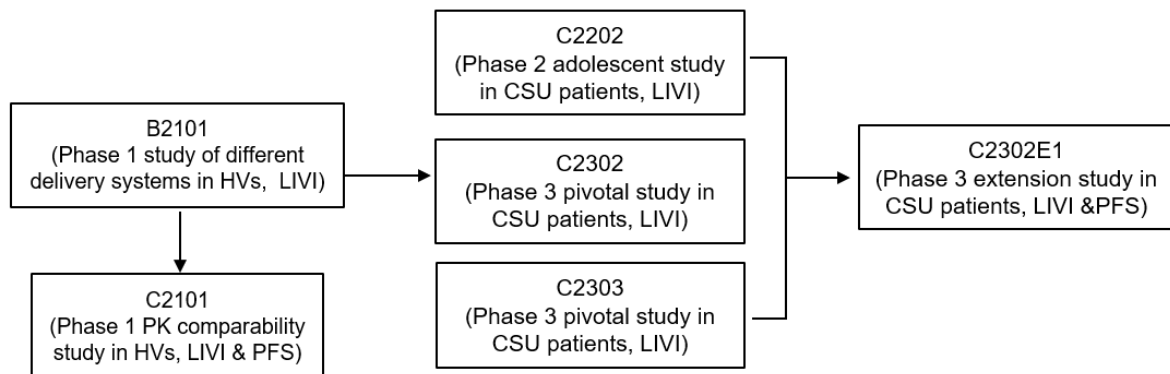 B2101
(Phase 1 study of different
delivery systems in HVs, LIVI)
C2101
(Phase 1 PK comparability
study in HVs, LIVI & PFS)
C2202
(Phase 2 adolescent study
in CSU patients, LIVI)
C2302
(Phase 3 pivotal study in
CSU patients, LIVI)
C2303
(Phase 3 pivotal study in
CSU patients, LIVI)
C2302E1
(Phase 3 extension study in
CSU patients, LIVI &PFS)